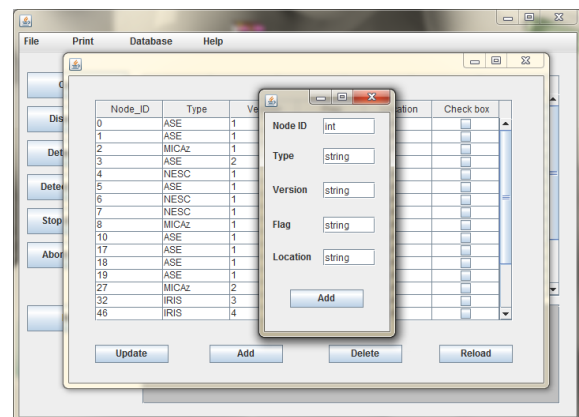 File Print Database Help
Node_ID Type Ve ation Check box
0 ASE 1
1 ASE 1
2 MICAz 1
3 ASE 2
4 NESC 1
5 ASE 1
6 NESC 1
7 NESC 1
8 MICAz 1
10 ASE 1
17 ASE 1
18 ASE 1
19 ASE 1
27 MICAz 2
32 IRIS 3
46 IRIS 4
Update Add Delete Reload
Node ID int
Type string
Version string
Flag string
Location string
Add
Dis
Det
Dete
Stop
Abor